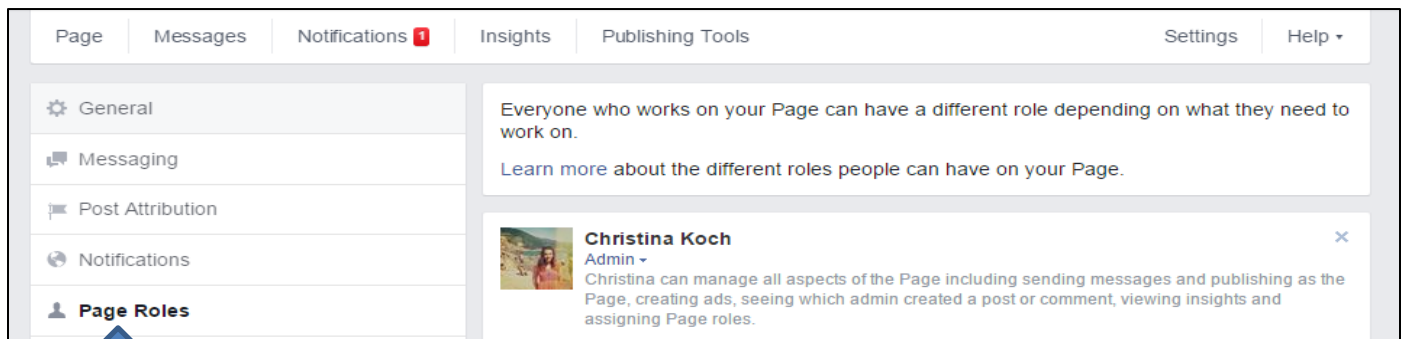 Page Messages Notifications 1 Insights Publishing Tools Settings Help
General
Messaging
Post Attribution
Notifications
Page Roles
Everyone who works on your Page can have a different role depending on what they need to
work on.
Learn more about the different roles people can have on your Page.
Christina Koch
Admin
Christina can manage all aspects of the Page including sending messages and publishing as the
Page, creating ads, seeing which admin created a post or comment, viewing insights and
assigning Page roles.